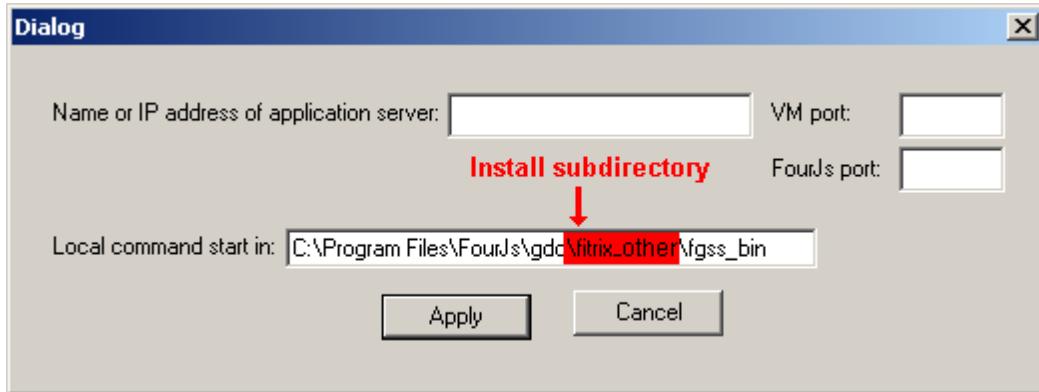 Dialog
Name or IP address of application server: VM port:
Install subdirectory FourJs port:
Local command start in: C:\Program Files\FourJs\gdc\fitrix_other\fgss_bin
Apply Cancel